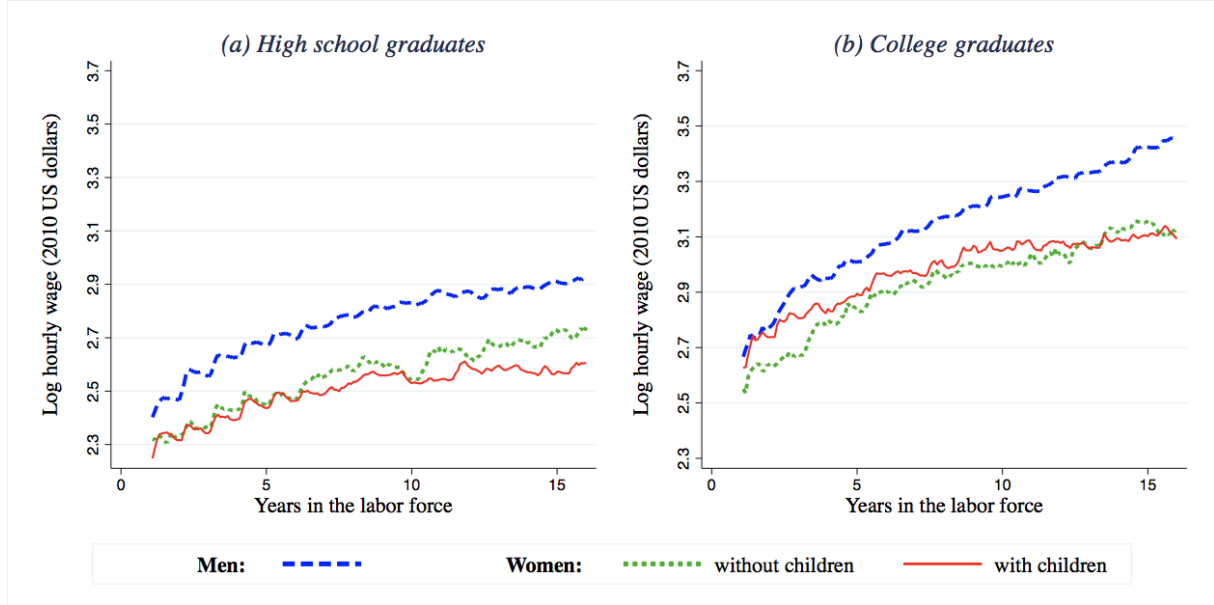 (a) High school graduates
Log hourly wage (2010 US dollars)
3.7
3.5
3.3
3.1
2.9
2.7
2.5
2.3
0 5 10 15
Years in the labor force
(b) College graduates
Log hourly wage (2010 US dollars)
3.7
3.5
3.3
3.1
2.9
2.7
2.5
2.3
0 5 10 15
Years in the labor force
Men: Women: without children with children